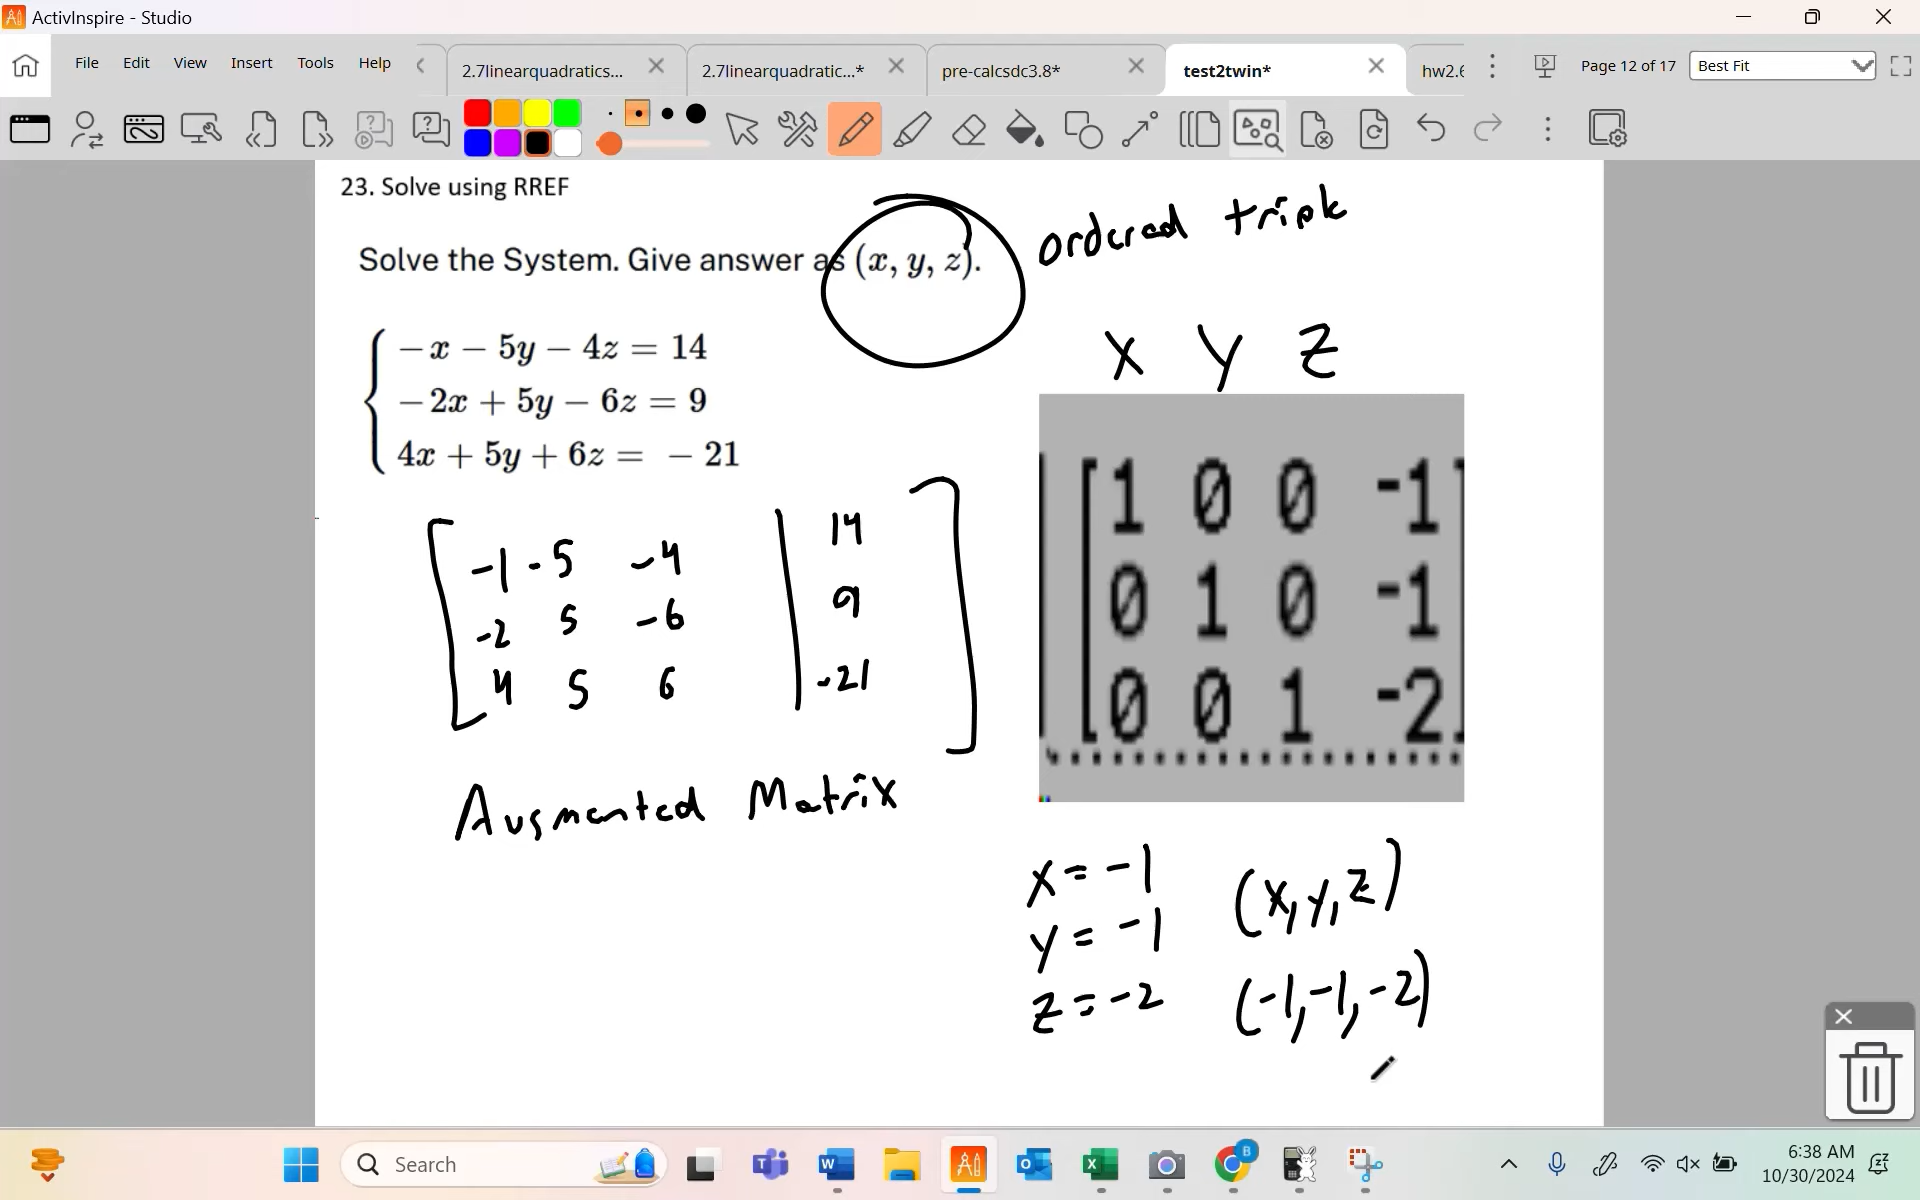 ActivInspire - Studio
File Edit View Insert Tools Help
2.7linearquadratics... 2.7linearquadratic...* pre-calcsdc3.8* test2twin* hw2.6
Page 12 of 17 Best Fit
23. Solve using RREF
ordered triple
Solve the System. Give answer as (x, y, z).
X Y Z
−x − 5y − 4z = 14
−2x + 5y − 6z = 9
4x + 5y + 6z = −21
[1 0 0 -1]
[0 1 0 -1]
[0 0 1 -2]
-1 -5 -4 | 14
-2 5 -6 | 9
4 5 6 | -21
Augmented Matrix
x = -1
y = -1
z = -2
(x, y, z)
(-1, -1, -2)
Search
6:38 AM
10/30/2024